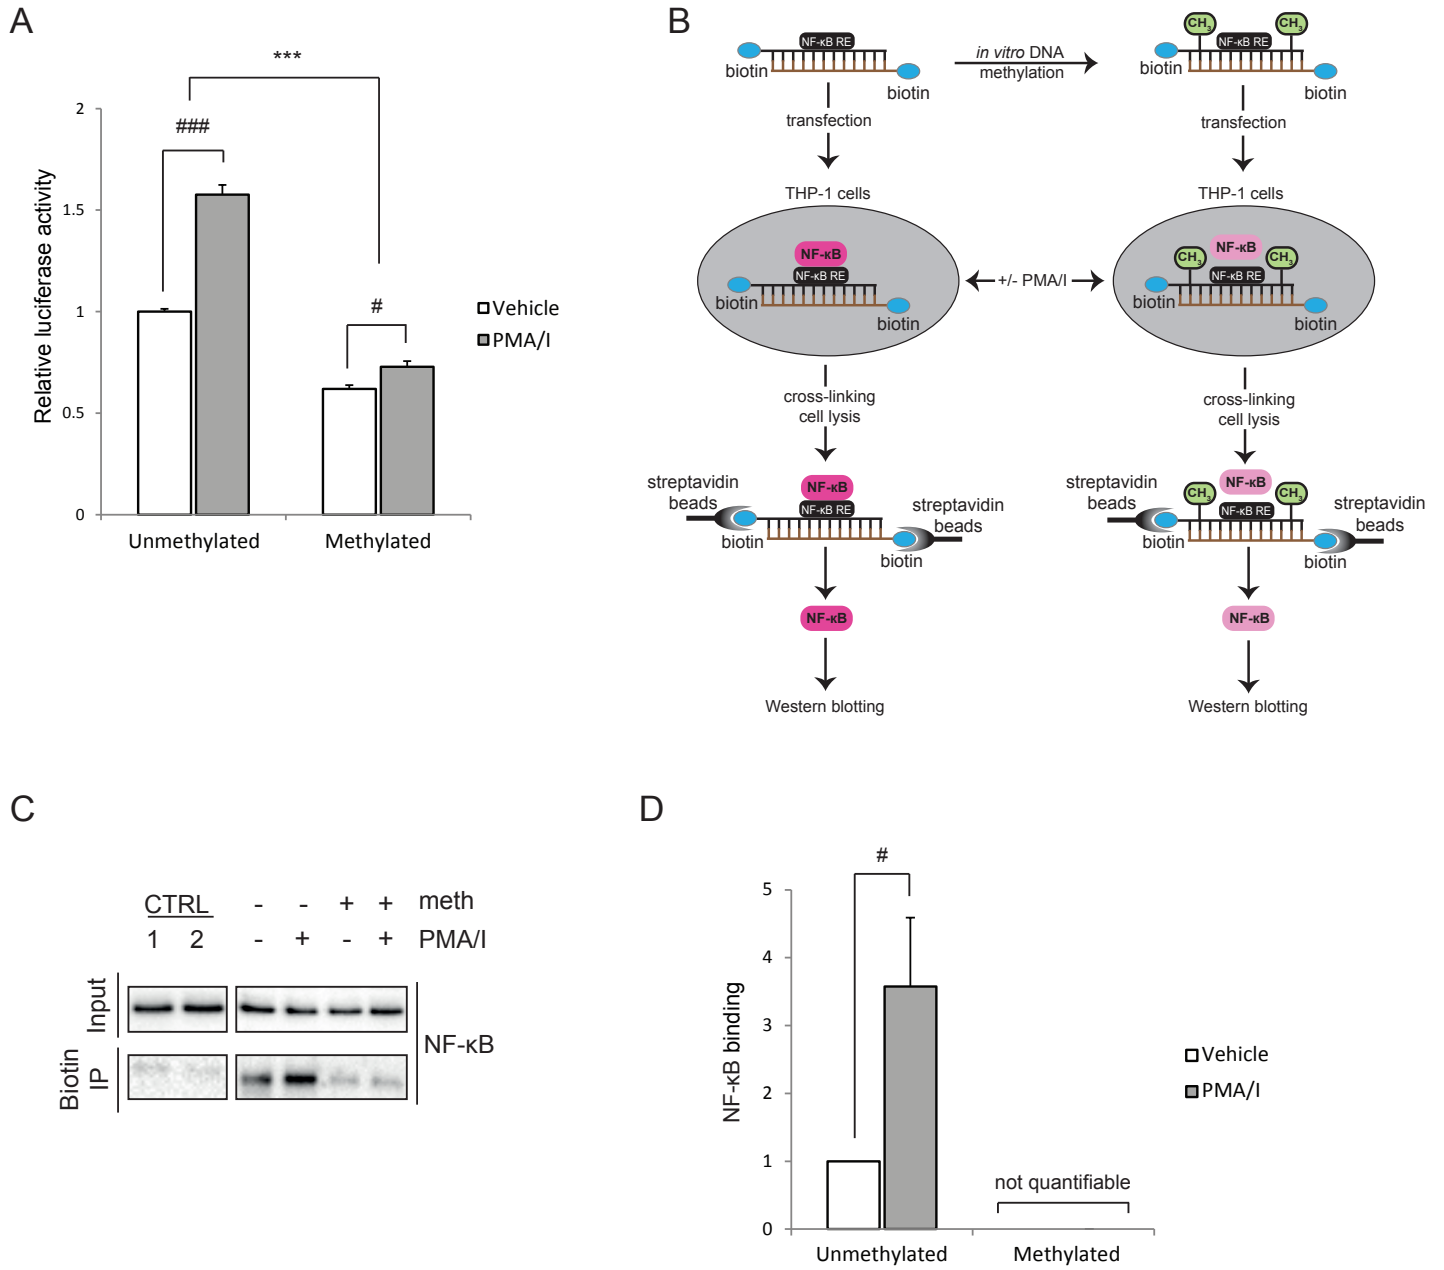 A
***
###
#
2
1.5
1
0.5
0
Relative luciferase activity
Vehicle
PMA/I
Unmethylated
Methylated
B
NF-κB RE
biotin
biotin
in vitro DNA
methylation
CH3
CH3
NF-κB RE
biotin
biotin
transfection
transfection
THP-1 cells
THP-1 cells
NF-κB
NF-κB RE
biotin
biotin
+/- PMA/I
NF-κB
CH3
CH3
NF-κB RE
biotin
biotin
cross-linking
cell lysis
cross-linking
cell lysis
streptavidin
beads
NF-κB
NF-κB RE
biotin
biotin
streptavidin
beads
streptavidin
beads
NF-κB
CH3
CH3
NF-κB RE
biotin
biotin
streptavidin
beads
NF-κB
NF-κB
Western blotting
Western blotting
C
CTRL - - + + meth
1 2 - + - + PMA/I
Input
Biotin
IP
NF-κB
D
#
5
4
3
2
1
0
NF-κB binding
not quantifiable
Vehicle
PMA/I
Unmethylated
Methylated